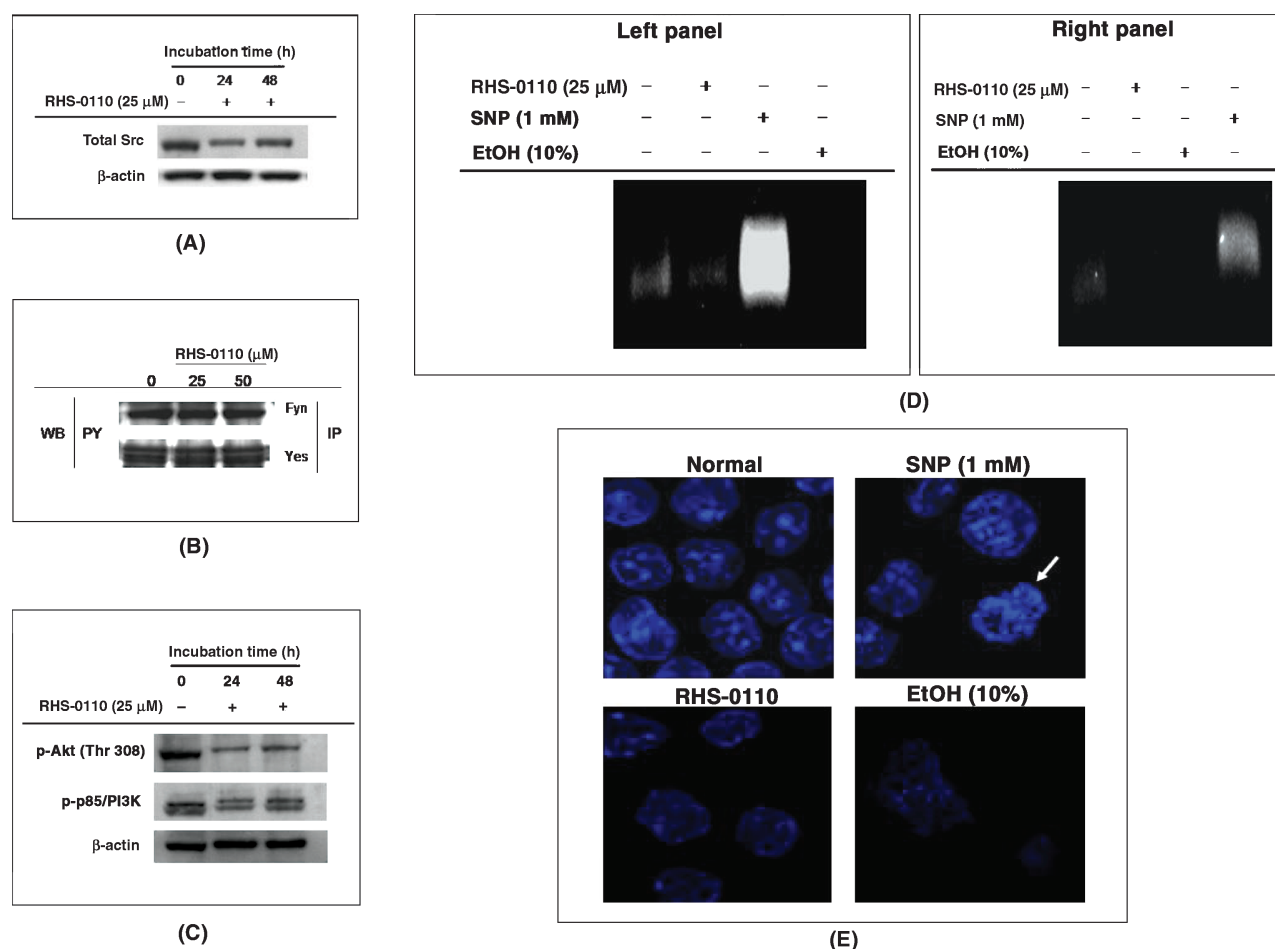 Incubation time (h)
0 24 48
RHS-0110 (25 μM) − + +
Total Src
β-actin
(A)
RHS-0110 (μM)
0 25 50
WB PY Fyn IP
Yes
(B)
Incubation time (h)
0 24 48
RHS-0110 (25 μM) − + +
p-Akt (Thr 308)
p-p85/PI3K
β-actin
(C)
Left panel
RHS-0110 (25 μM) − + − −
SNP (1 mM) − − + −
EtOH (10%) − − − +
Right panel
RHS-0110 (25 μM) − + − −
SNP (1 mM) − − − +
EtOH (10%) − − + −
(D)
Normal
SNP (1 mM)
RHS-0110
EtOH (10%)
(E)